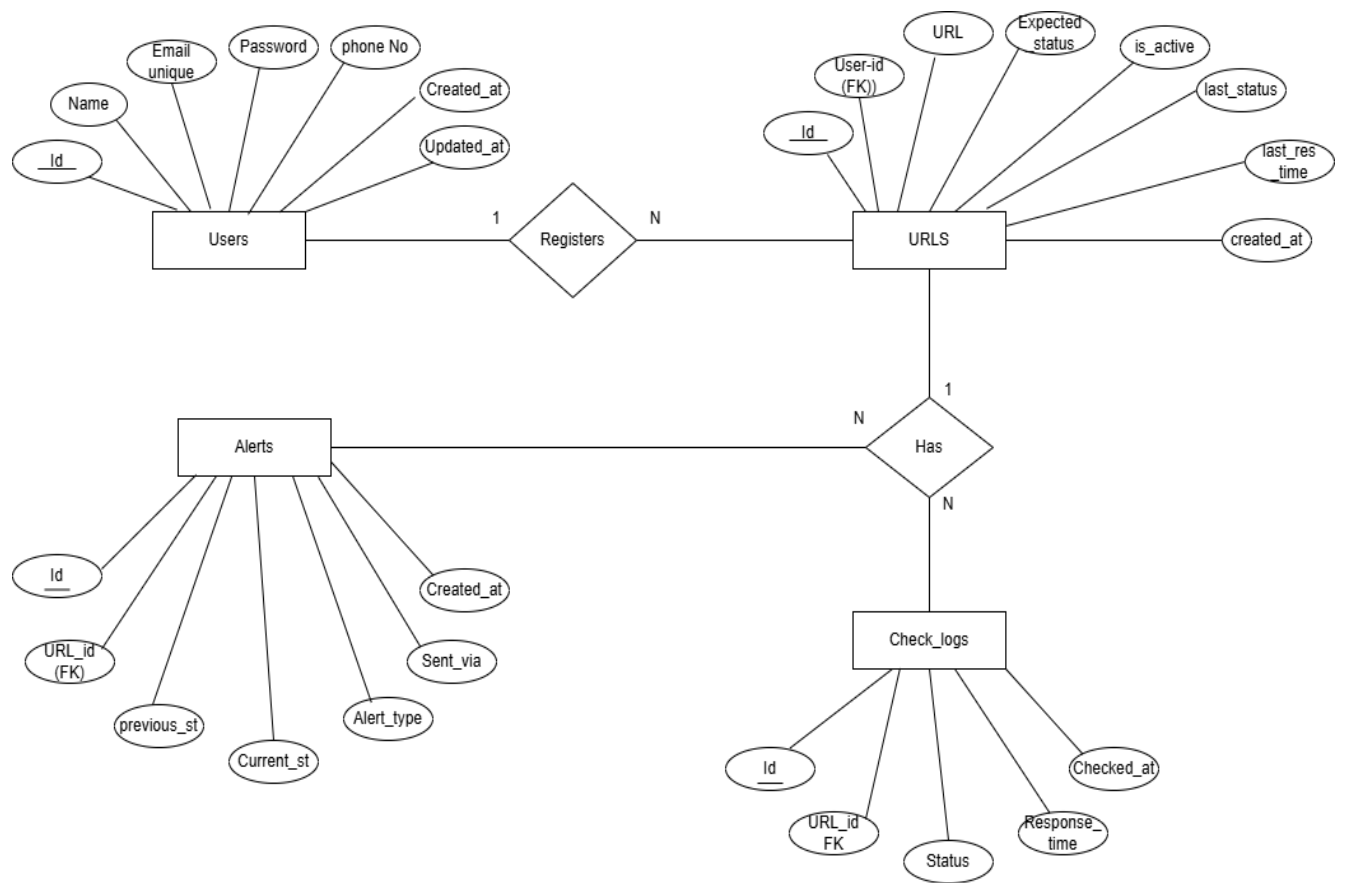 Expected
_status
URL
Email
unique
Password
phone No
is_active
User-id
(FK))
Created_at
last_status
Name
Id
Updated_at
Id
last_res
_time
1
N
Users
Registers
URLS
created_at
1
N
Alerts
Has
N
Id
Created_at
Check_logs
URL_id
(FK)
Sent_via
previous_st
Alert_type
Current_st
Id
Checked_at
URL_id
FK
Response_
time
Status